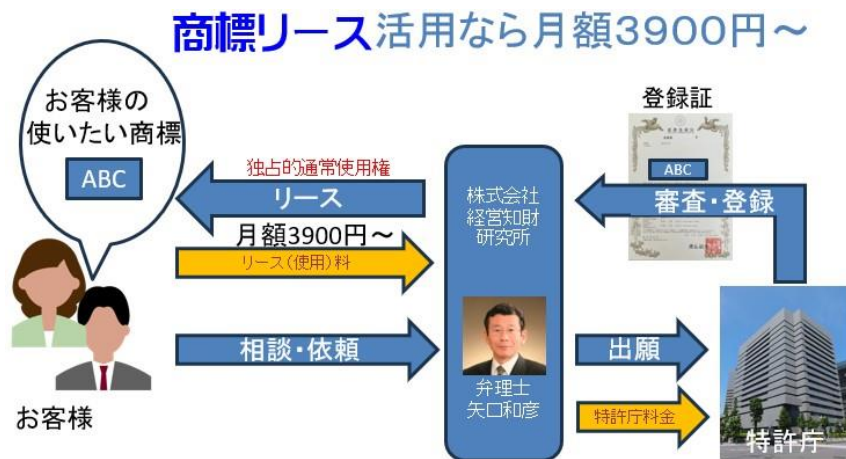 商標リース活用なら月額3900円～
お客様の
使いたい商標
ABC
独占的通常使用権
リース
月額3900円～
リース(使用)料
相談・依頼
お客様
株式会社
経営知財
研究所
弁理士
矢口和彦
登録証
ABC
審査・登録
出願
特許庁料金
特許庁